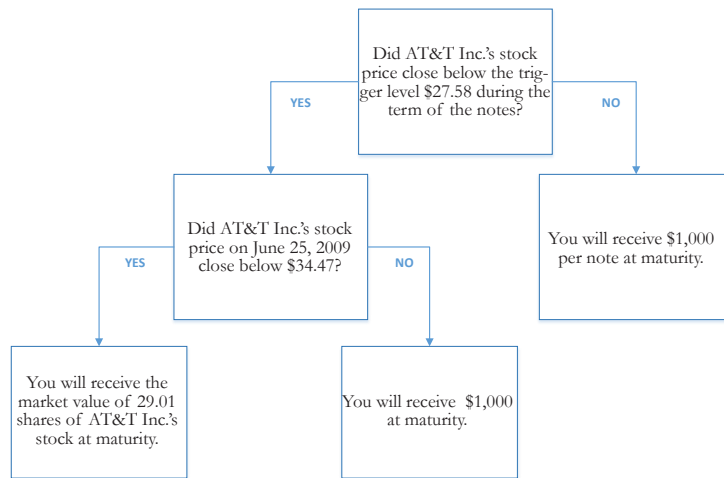 Did AT&T Inc.'s stock
price close below the trig-
ger level $27.58 during the
term of the notes?
YES
NO
Did AT&T Inc.'s stock
price on June 25, 2009
close below $34.47?
You will receive $1,000
per note at maturity.
YES
NO
You will receive the
market value of 29.01
shares of AT&T Inc.'s
stock at maturity.
You will receive $1,000
at maturity.